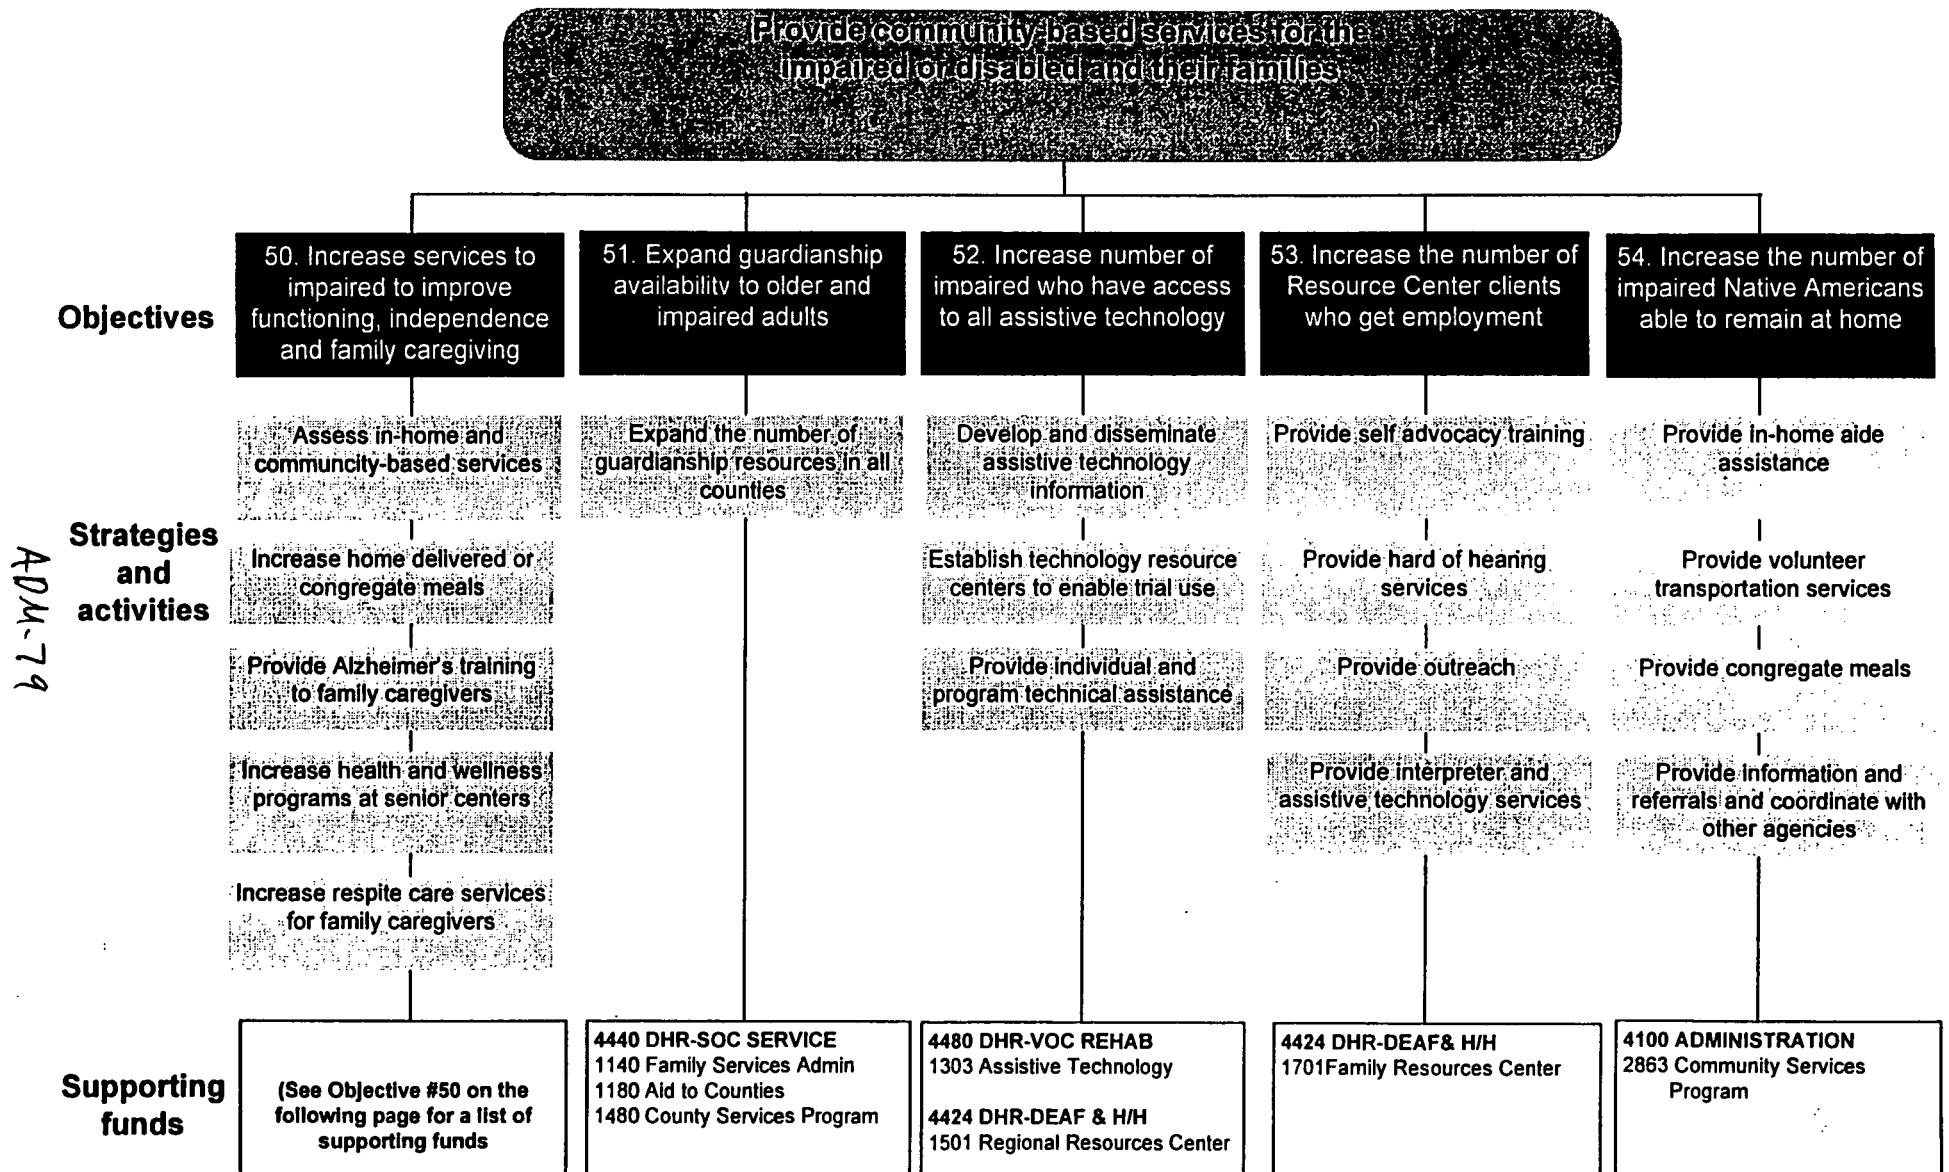 Provide community-based services for the
impaired or disabled and their families
Objectives
50. Increase services to
impaired to improve
functioning, independence
and family caregiving
51. Expand guardianship
availability to older and
impaired adults
52. Increase number of
impaired who have access
to all assistive technology
53. Increase the number of
Resource Center clients
who get employment
54. Increase the number of
impaired Native Americans
able to remain at home
Strategies
and
activities
Assess in-home and
communcity-based services
Increase home delivered or
congregate meals
Provide Alzheimer's training
to family caregivers
Increase health and wellness
programs at senior centers
Increase respite care services
for family caregivers
Expand the number of
guardianship resources in all
counties
Develop and disseminate
assistive technology
information
Establish technology resource
centers to enable trial use
Provide individual and
program technical assistance
Provide self advocacy training
Provide hard of hearing
services
Provide outreach
Provide interpreter and
assistive technology services
Provide in-home aide
assistance
Provide volunteer
transportation services
Provide congregate meals
Provide information and
referrals and coordinate with
other agencies
ADM-79
Supporting
funds
(See Objective #50 on the
following page for a list of
supporting funds
4440 DHR-SOC SERVICE
1140 Family Services Admin
1180 Aid to Counties
1480 County Services Program
4480 DHR-VOC REHAB
1303 Assistive Technology
4424 DHR-DEAF & H/H
1501 Regional Resources Center
4424 DHR-DEAF& H/H
1701Family Resources Center
4100 ADMINISTRATION
2863 Community Services
Program